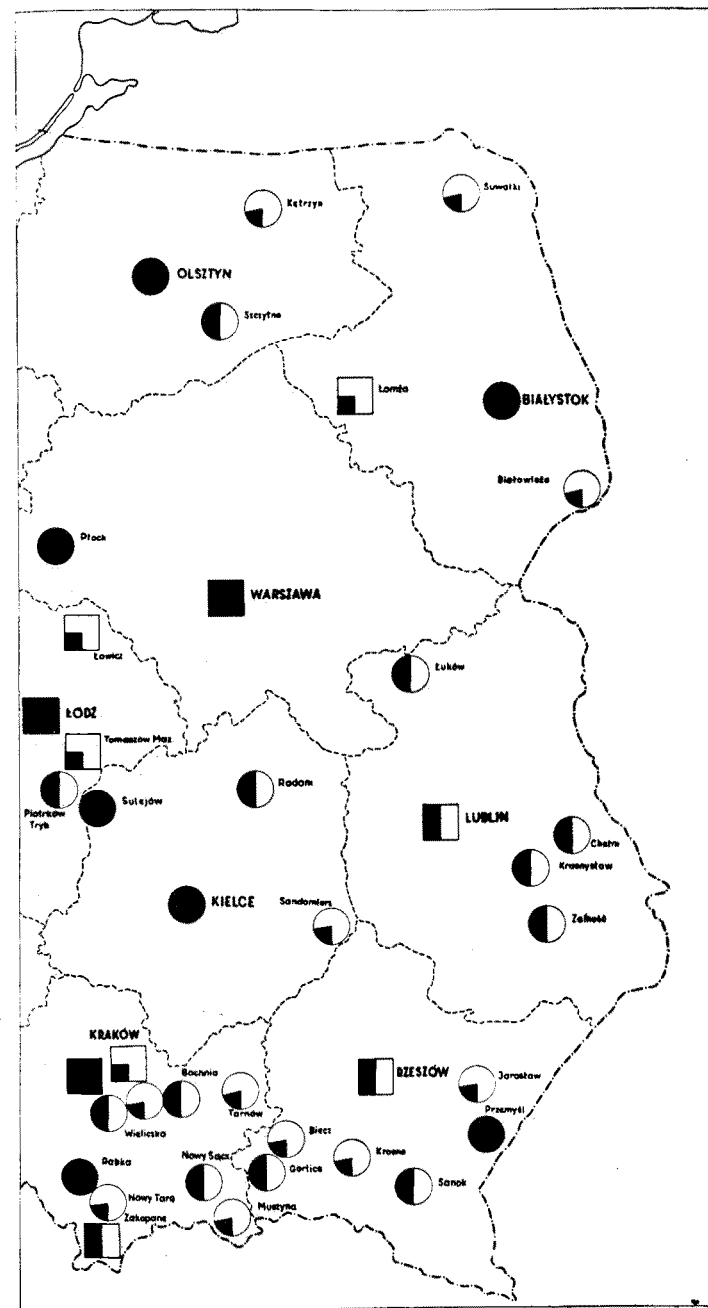 Kętrzyn
Suwałki
OLSZTYN
Szczytno
Łomża
BIAŁYSTOK
Białowieża
Płock
WARSZAWA
Łowicz
Łuków
ŁÓDŹ
Tomaszów Maz
Piotrków
Tryb
Sulejów
Radom
LUBLIN
Chełm
Krasnystaw
KIELCE
Sandomierz
KRAKÓW
Bochnia
RZESZÓW
Jarosław
Tarnów
Przemyśl
Wieliczka
Biecz
Krosno
Rabka
Nowy Sącz
Gorlice
Sanok
Nowy Targ
Muszyna
Zakopane